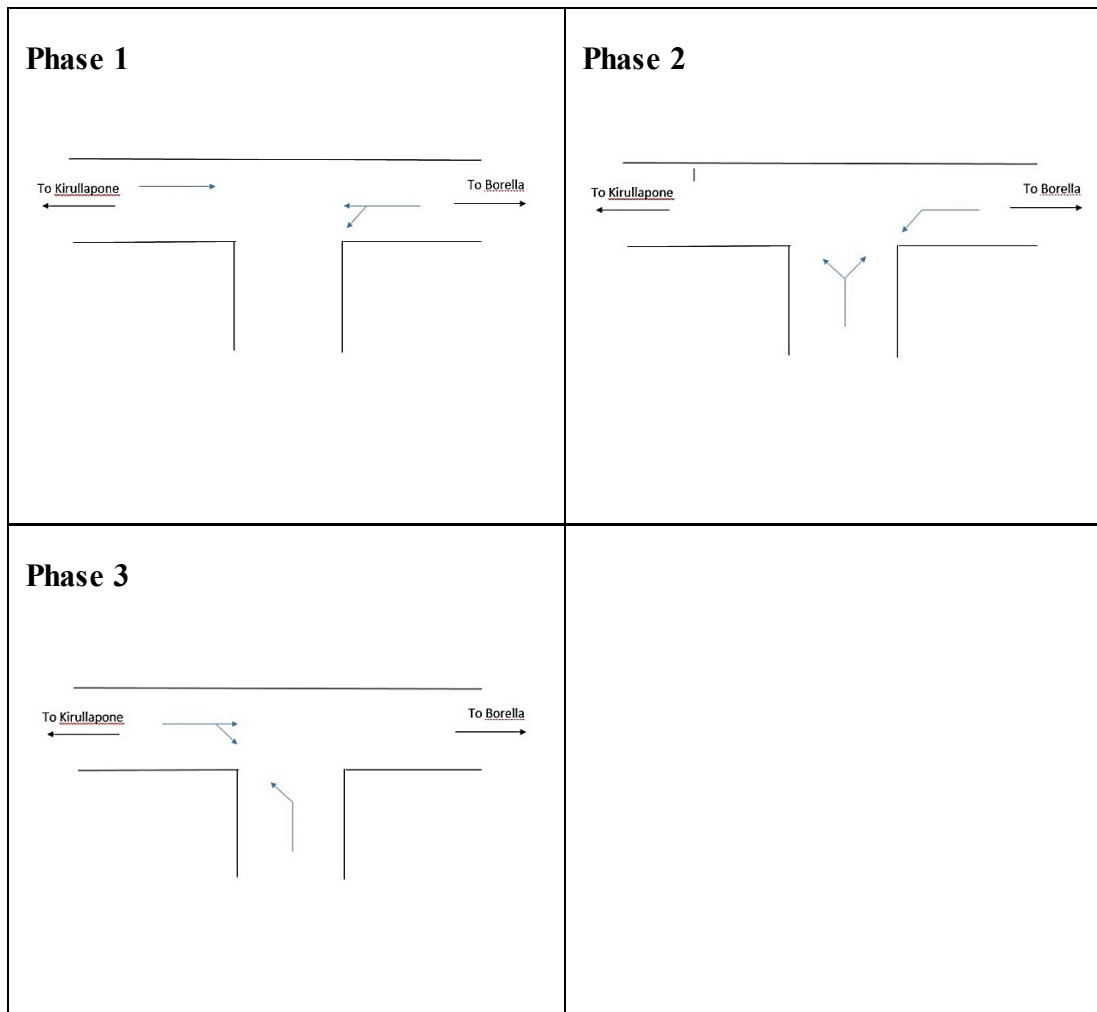 Phase 1
To Kirullapone
To Borella
Phase 2
To Kirullapone
To Borella
Phase 3
To Kirullapone
To Borella